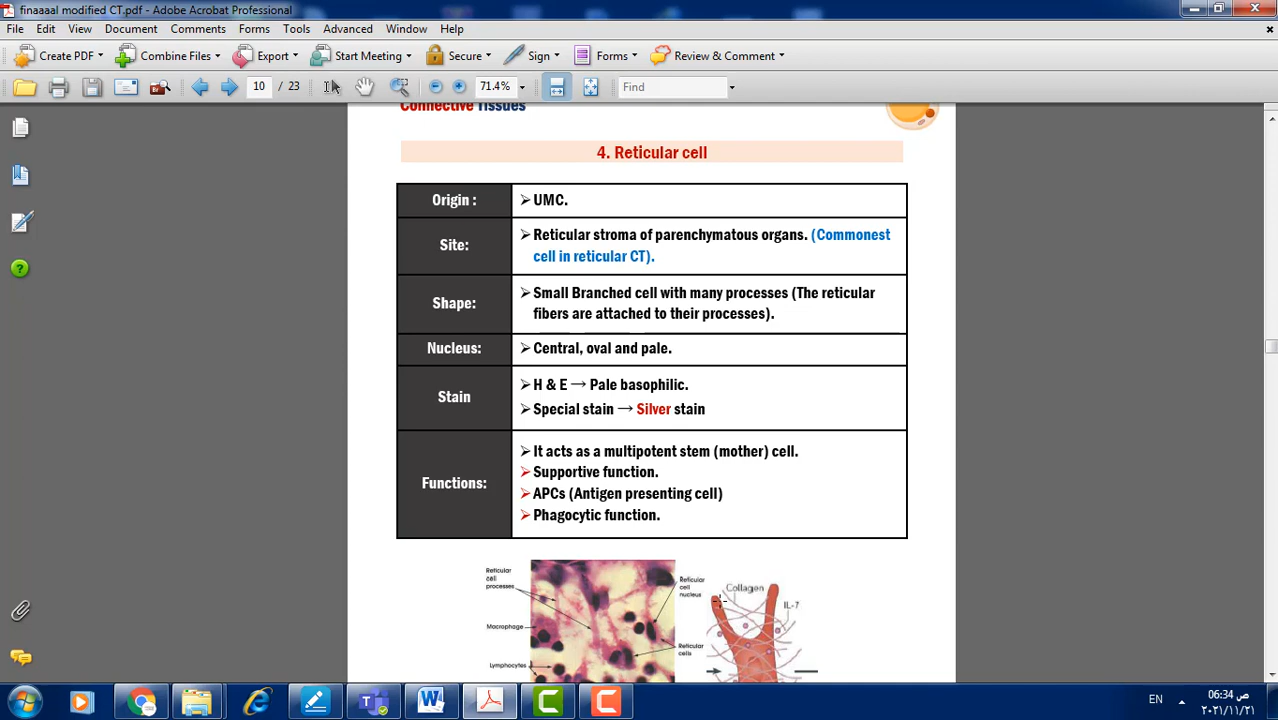 finaaaal modified CT.pdf - Adobe Acrobat Professional
File Edit View Document Comments Forms Tools Advanced Window Help
Create PDF Combine Files Export Start Meeting Secure Sign Forms Review & Comment
10 / 23 71.4% Find
Connective Tissues
4. Reticular cell
Origin : ➢ UMC.
Site: ➢ Reticular stroma of parenchymatous organs. (Commonest
cell in reticular CT).
Shape: ➢ Small Branched cell with many processes (The reticular
fibers are attached to their processes).
Nucleus: ➢ Central, oval and pale.
Stain
➢ H & E → Pale basophilic.
➢ Special stain → Silver stain
Functions:
➢ It acts as a multipotent stem (mother) cell.
➢ Supportive function.
➢ APCs (Antigen presenting cell)
➢ Phagocytic function.
Reticular
cell
processes
Macrophage
Lymphocytes
Reticular
cell
nucleus
Reticular
cells
Collagen
IL-7
EN
06:34 ص
٢٠٢١/١١/٢١